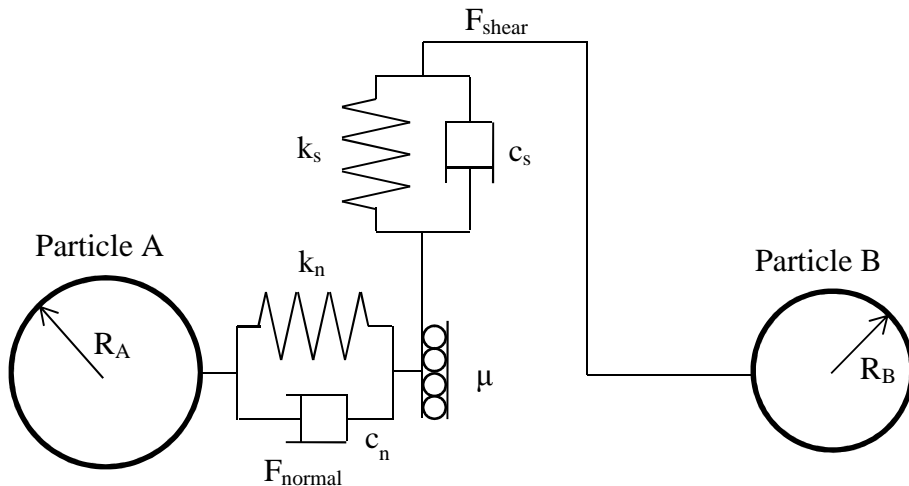 F_shear
k_s
c_s
Particle A
k_n
Particle B
R_A
μ
R_B
c_n
F_normal